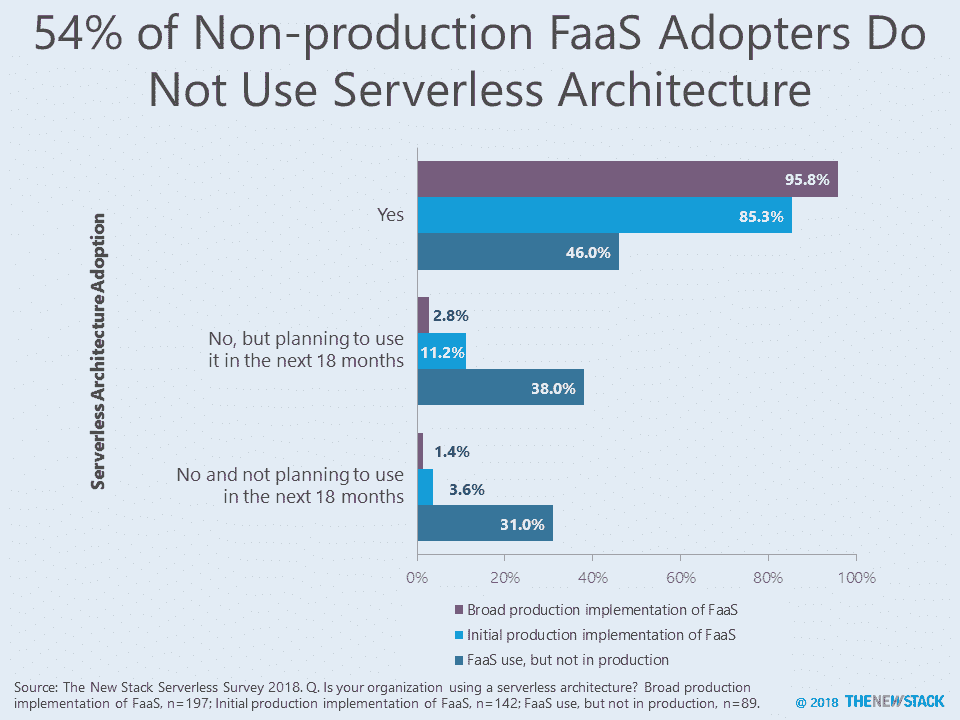 54% of Non-production FaaS Adopters Do
Not Use Serverless Architecture
Serverless Architecture Adoption
Yes
95.8%
85.3%
46.0%
No, but planning to use
it in the next 18 months
2.8%
11.2%
38.0%
No and not planning to use
in the next 18 months
1.4%
3.6%
31.0%
0% 20% 40% 60% 80% 100%
Broad production implementation of FaaS
Initial production implementation of FaaS
FaaS use, but not in production
Source: The New Stack Serverless Survey 2018. Q. Is your organization using a serverless architecture? Broad production
implementation of FaaS, n=197; Initial production implementation of FaaS, n=142; FaaS use, but not in production, n=89.
@ 2018 THENEWSTACK